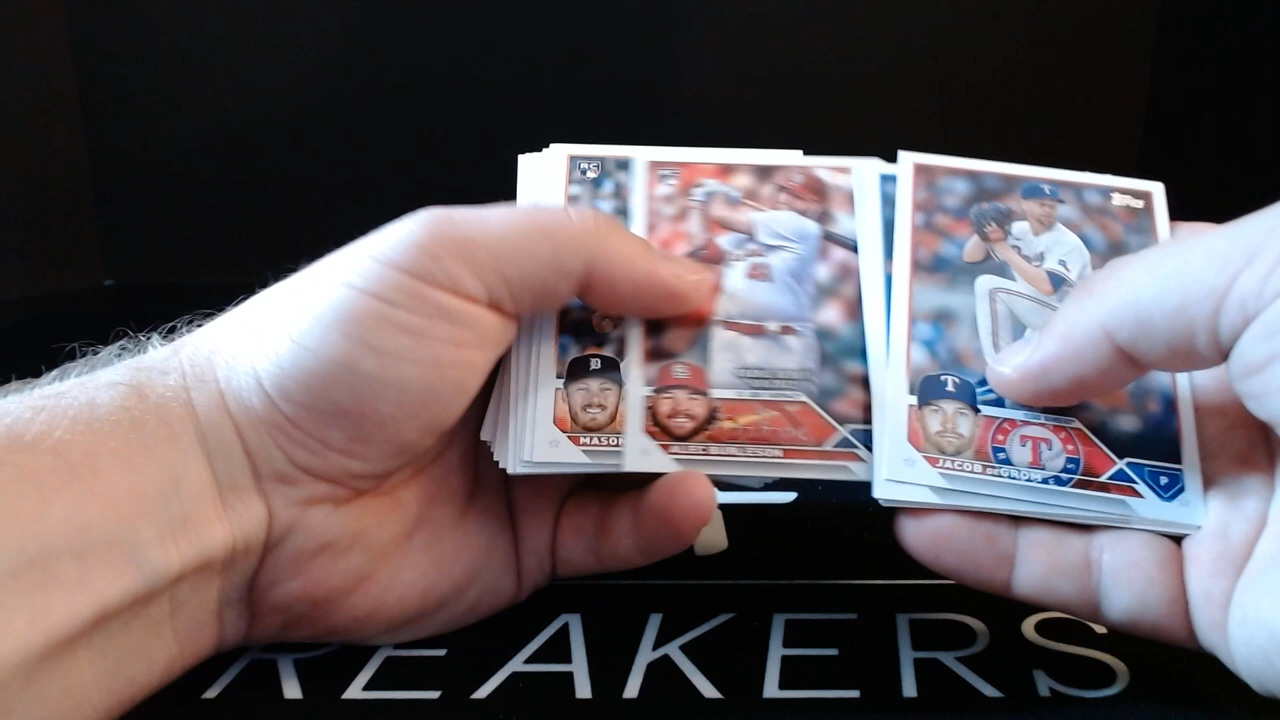 RC
Topps
T
D
T
T
MASON
ALEC BURLESON
JACOB deGROM
P
REAKERS